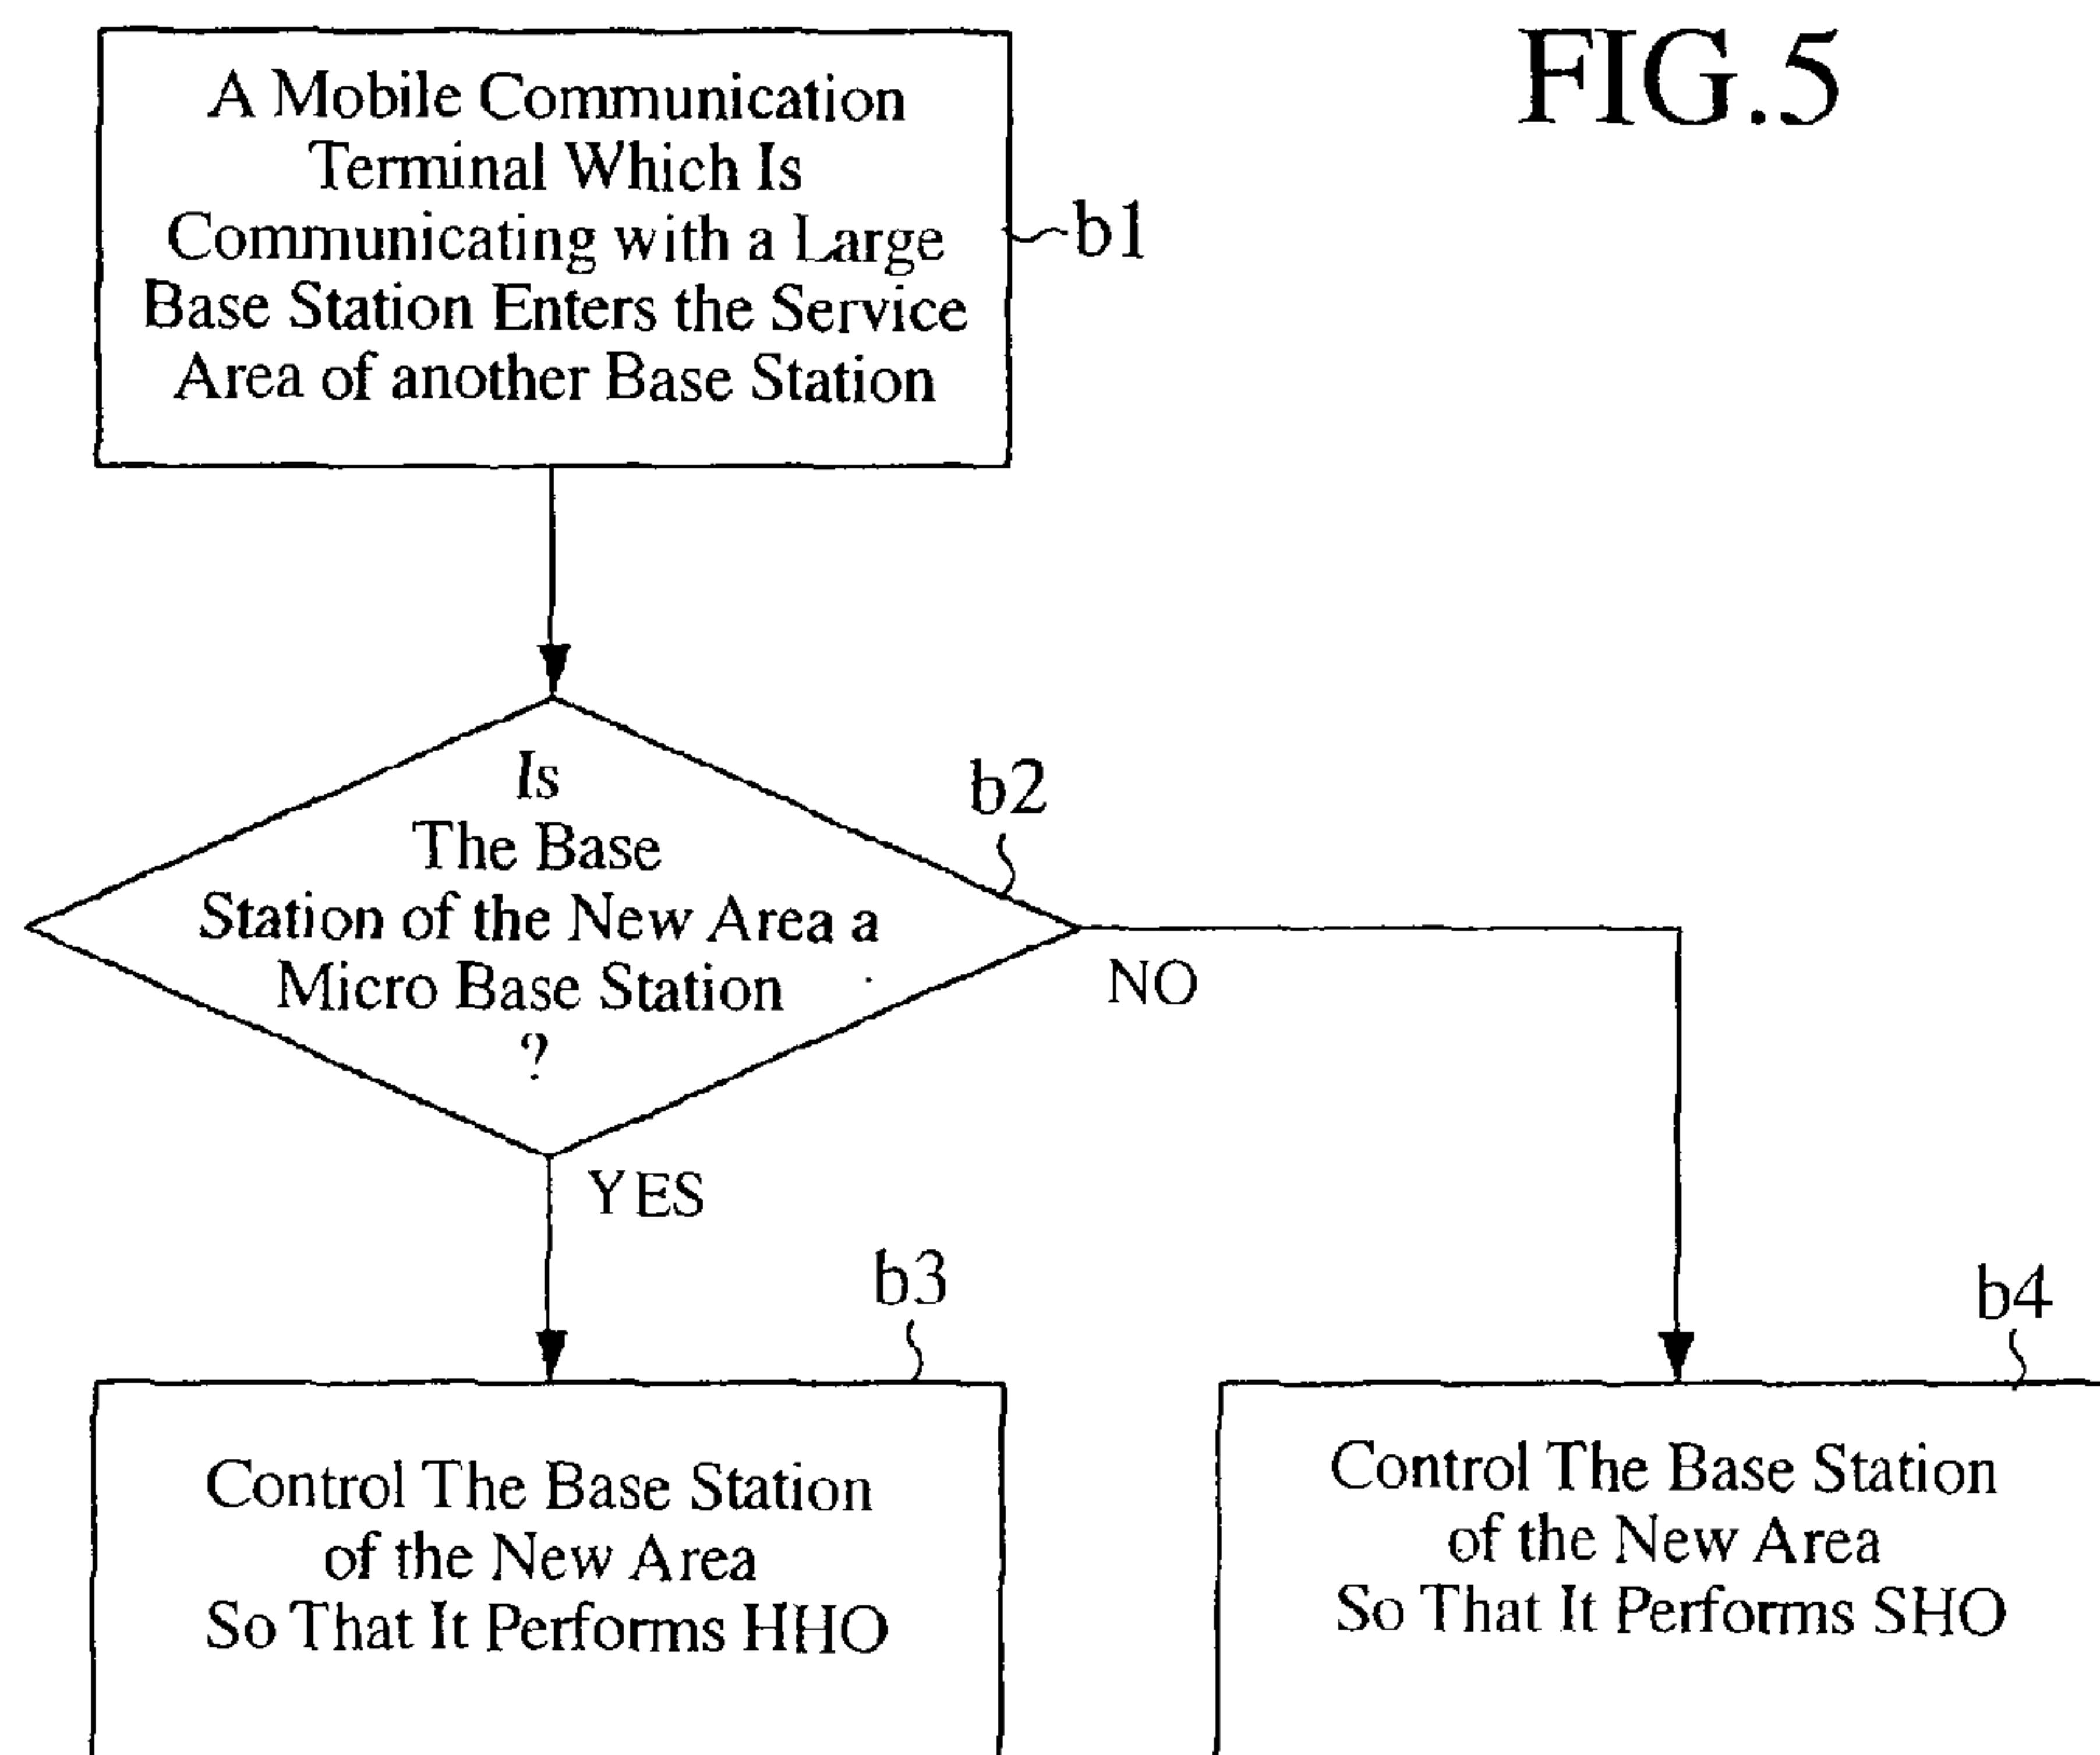 FIG.5
A Mobile Communication
Terminal Which Is
Communicating with a Large
Base Station Enters the Service
Area of another Base Station
b1
b2
Is
The Base
Station of the New Area a
Micro Base Station
?
NO
YES
b3
Control The Base Station
of the New Area
So That It Performs HHO
b4
Control The Base Station
of the New Area
So That It Performs SHO